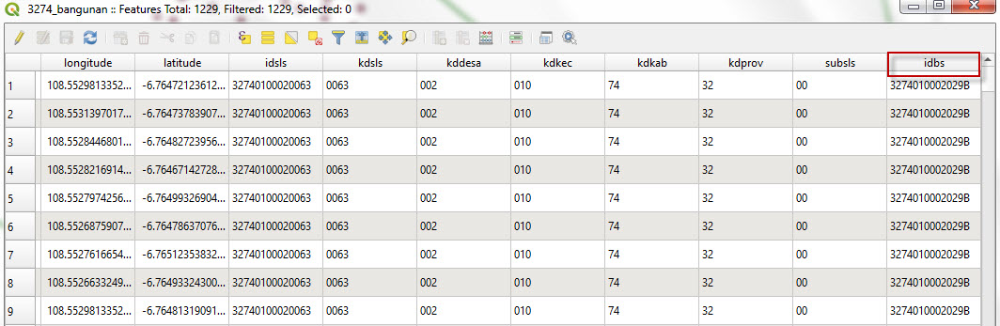 3274_bangunan :: Features Total: 1229, Filtered: 1229, Selected: 0
longitude latitude idsls kdsls kddesa kdkec kdkab kdprov subsls idbs
1 108.5529813352... -6.76472123612... 32740100020063 0063 002 010 74 32 00 3274010002029B
2 108.5531397017... -6.76473783907... 32740100020063 0063 002 010 74 32 00 3274010002029B
3 108.5528446801... -6.76482723956... 32740100020063 0063 002 010 74 32 00 3274010002029B
4 108.5528216914... -6.76467142728... 32740100020063 0063 002 010 74 32 00 3274010002029B
5 108.5527974256... -6.76499326904... 32740100020063 0063 002 010 74 32 00 3274010002029B
6 108.5526875907... -6.76478637076... 32740100020063 0063 002 010 74 32 00 3274010002029B
7 108.5527616654... -6.76512353832... 32740100020063 0063 002 010 74 32 00 3274010002029B
8 108.5526633249... -6.76493324300... 32740100020063 0063 002 010 74 32 00 3274010002029B
9 108.5529813352... -6.76481319091... 32740100020063 0063 002 010 74 32 00 3274010002029B